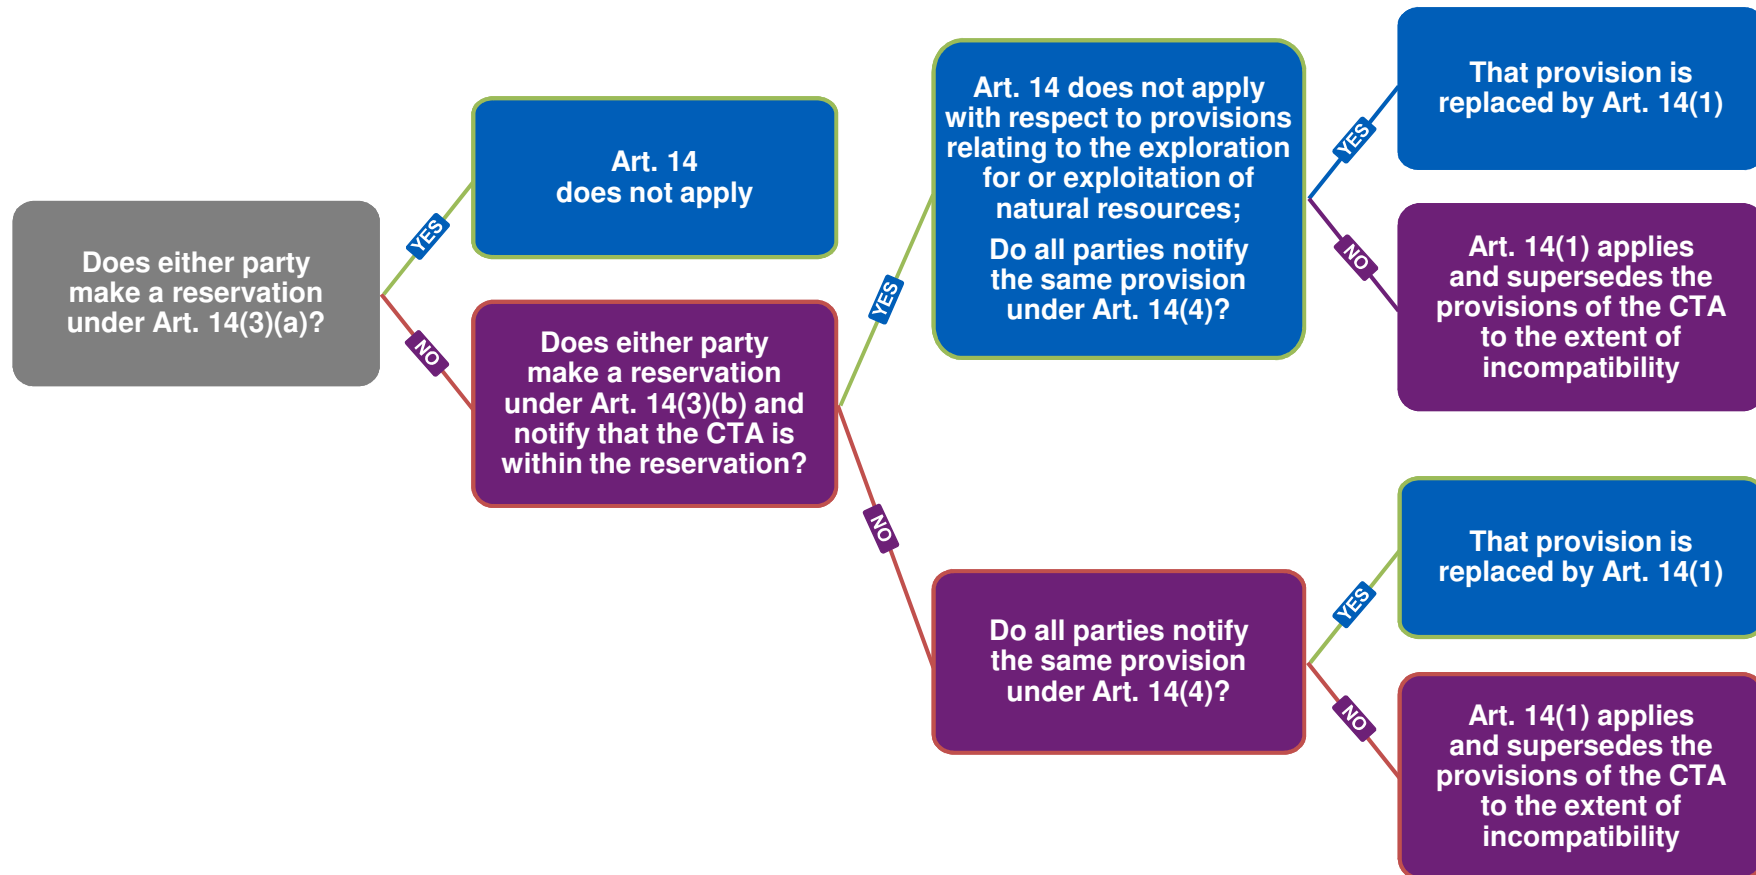 Does either party
make a reservation
under Art. 14(3)(a)?
YES
NO
Art. 14
does not apply
Does either party
make a reservation
under Art. 14(3)(b) and
notify that the CTA is
within the reservation?
YES
NO
Art. 14 does not apply
with respect to provisions
relating to the exploration
for or exploitation of
natural resources;
Do all parties notify
the same provision
under Art. 14(4)?
YES
NO
That provision is
replaced by Art. 14(1)
Art. 14(1) applies
and supersedes the
provisions of the CTA
to the extent of
incompatibility
Do all parties notify
the same provision
under Art. 14(4)?
YES
NO
That provision is
replaced by Art. 14(1)
Art. 14(1) applies
and supersedes the
provisions of the CTA
to the extent of
incompatibility